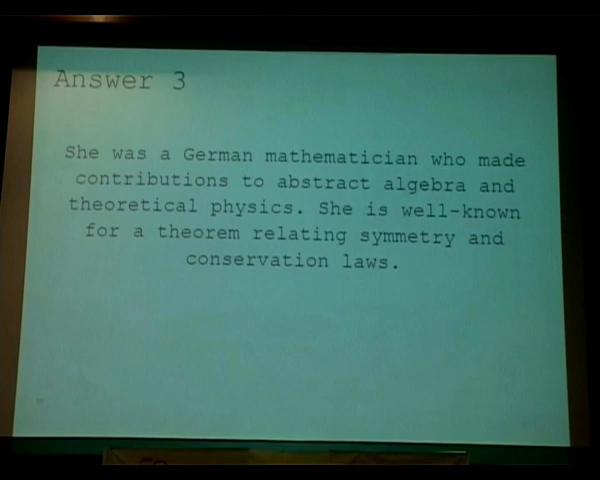 Answer 3
She was a German mathematician who made
contributions to abstract algebra and
theoretical physics. She is well-known
for a theorem relating symmetry and
conservation laws.